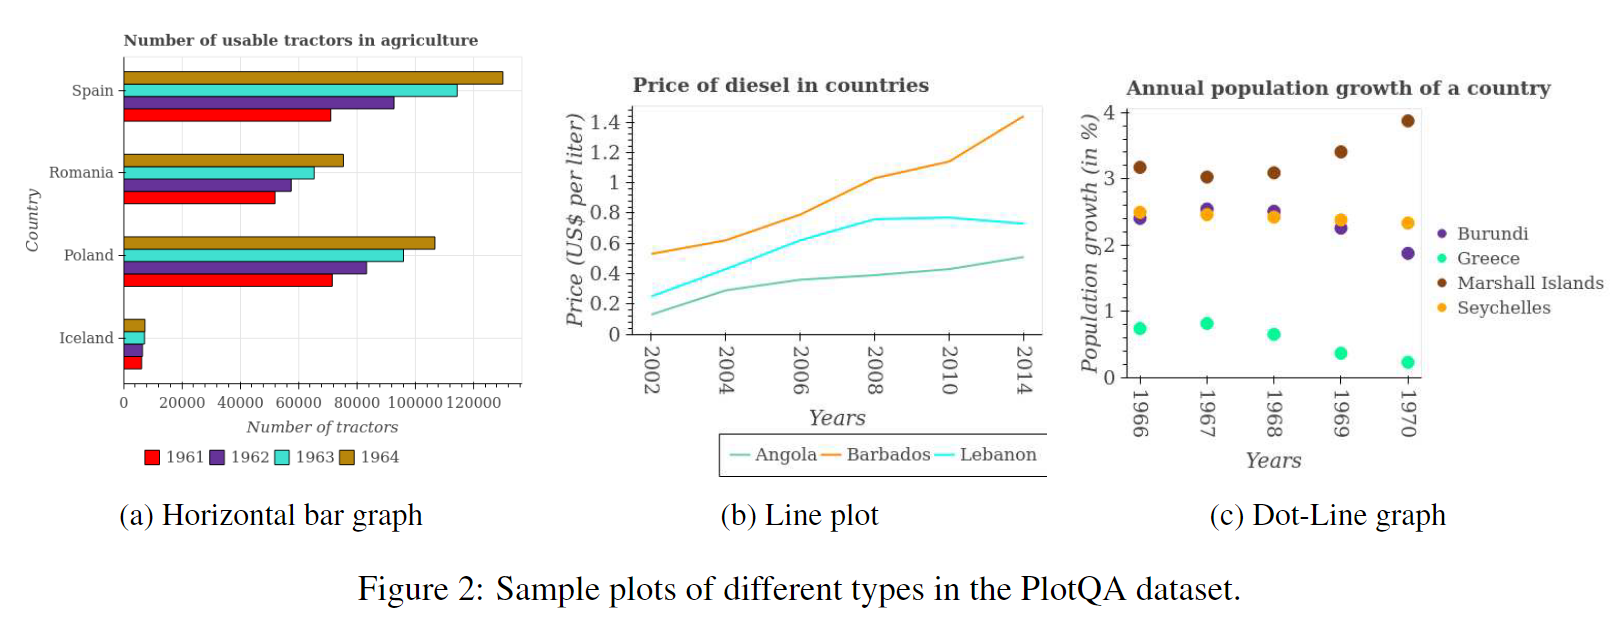 Number of usable tractors in agriculture
Spain
Romania
Poland
Iceland
Country
0 20000 40000 60000 80000 100000 120000
Number of tractors
1961 1962 1963 1964
(a) Horizontal bar graph
Price of diesel in countries
Price (US$ per liter)
1.4
1.2
1
0.8
0.6
0.4
0.2
0
2002 2004 2006 2008 2010 2014
Years
Angola Barbados Lebanon
(b) Line plot
Annual population growth of a country
Population growth (in %)
4
3
2
1
0
1966 1967 1968 1969 1970
Years
Burundi
Greece
Marshall Islands
Seychelles
(c) Dot-Line graph
Figure 2: Sample plots of different types in the PlotQA dataset.